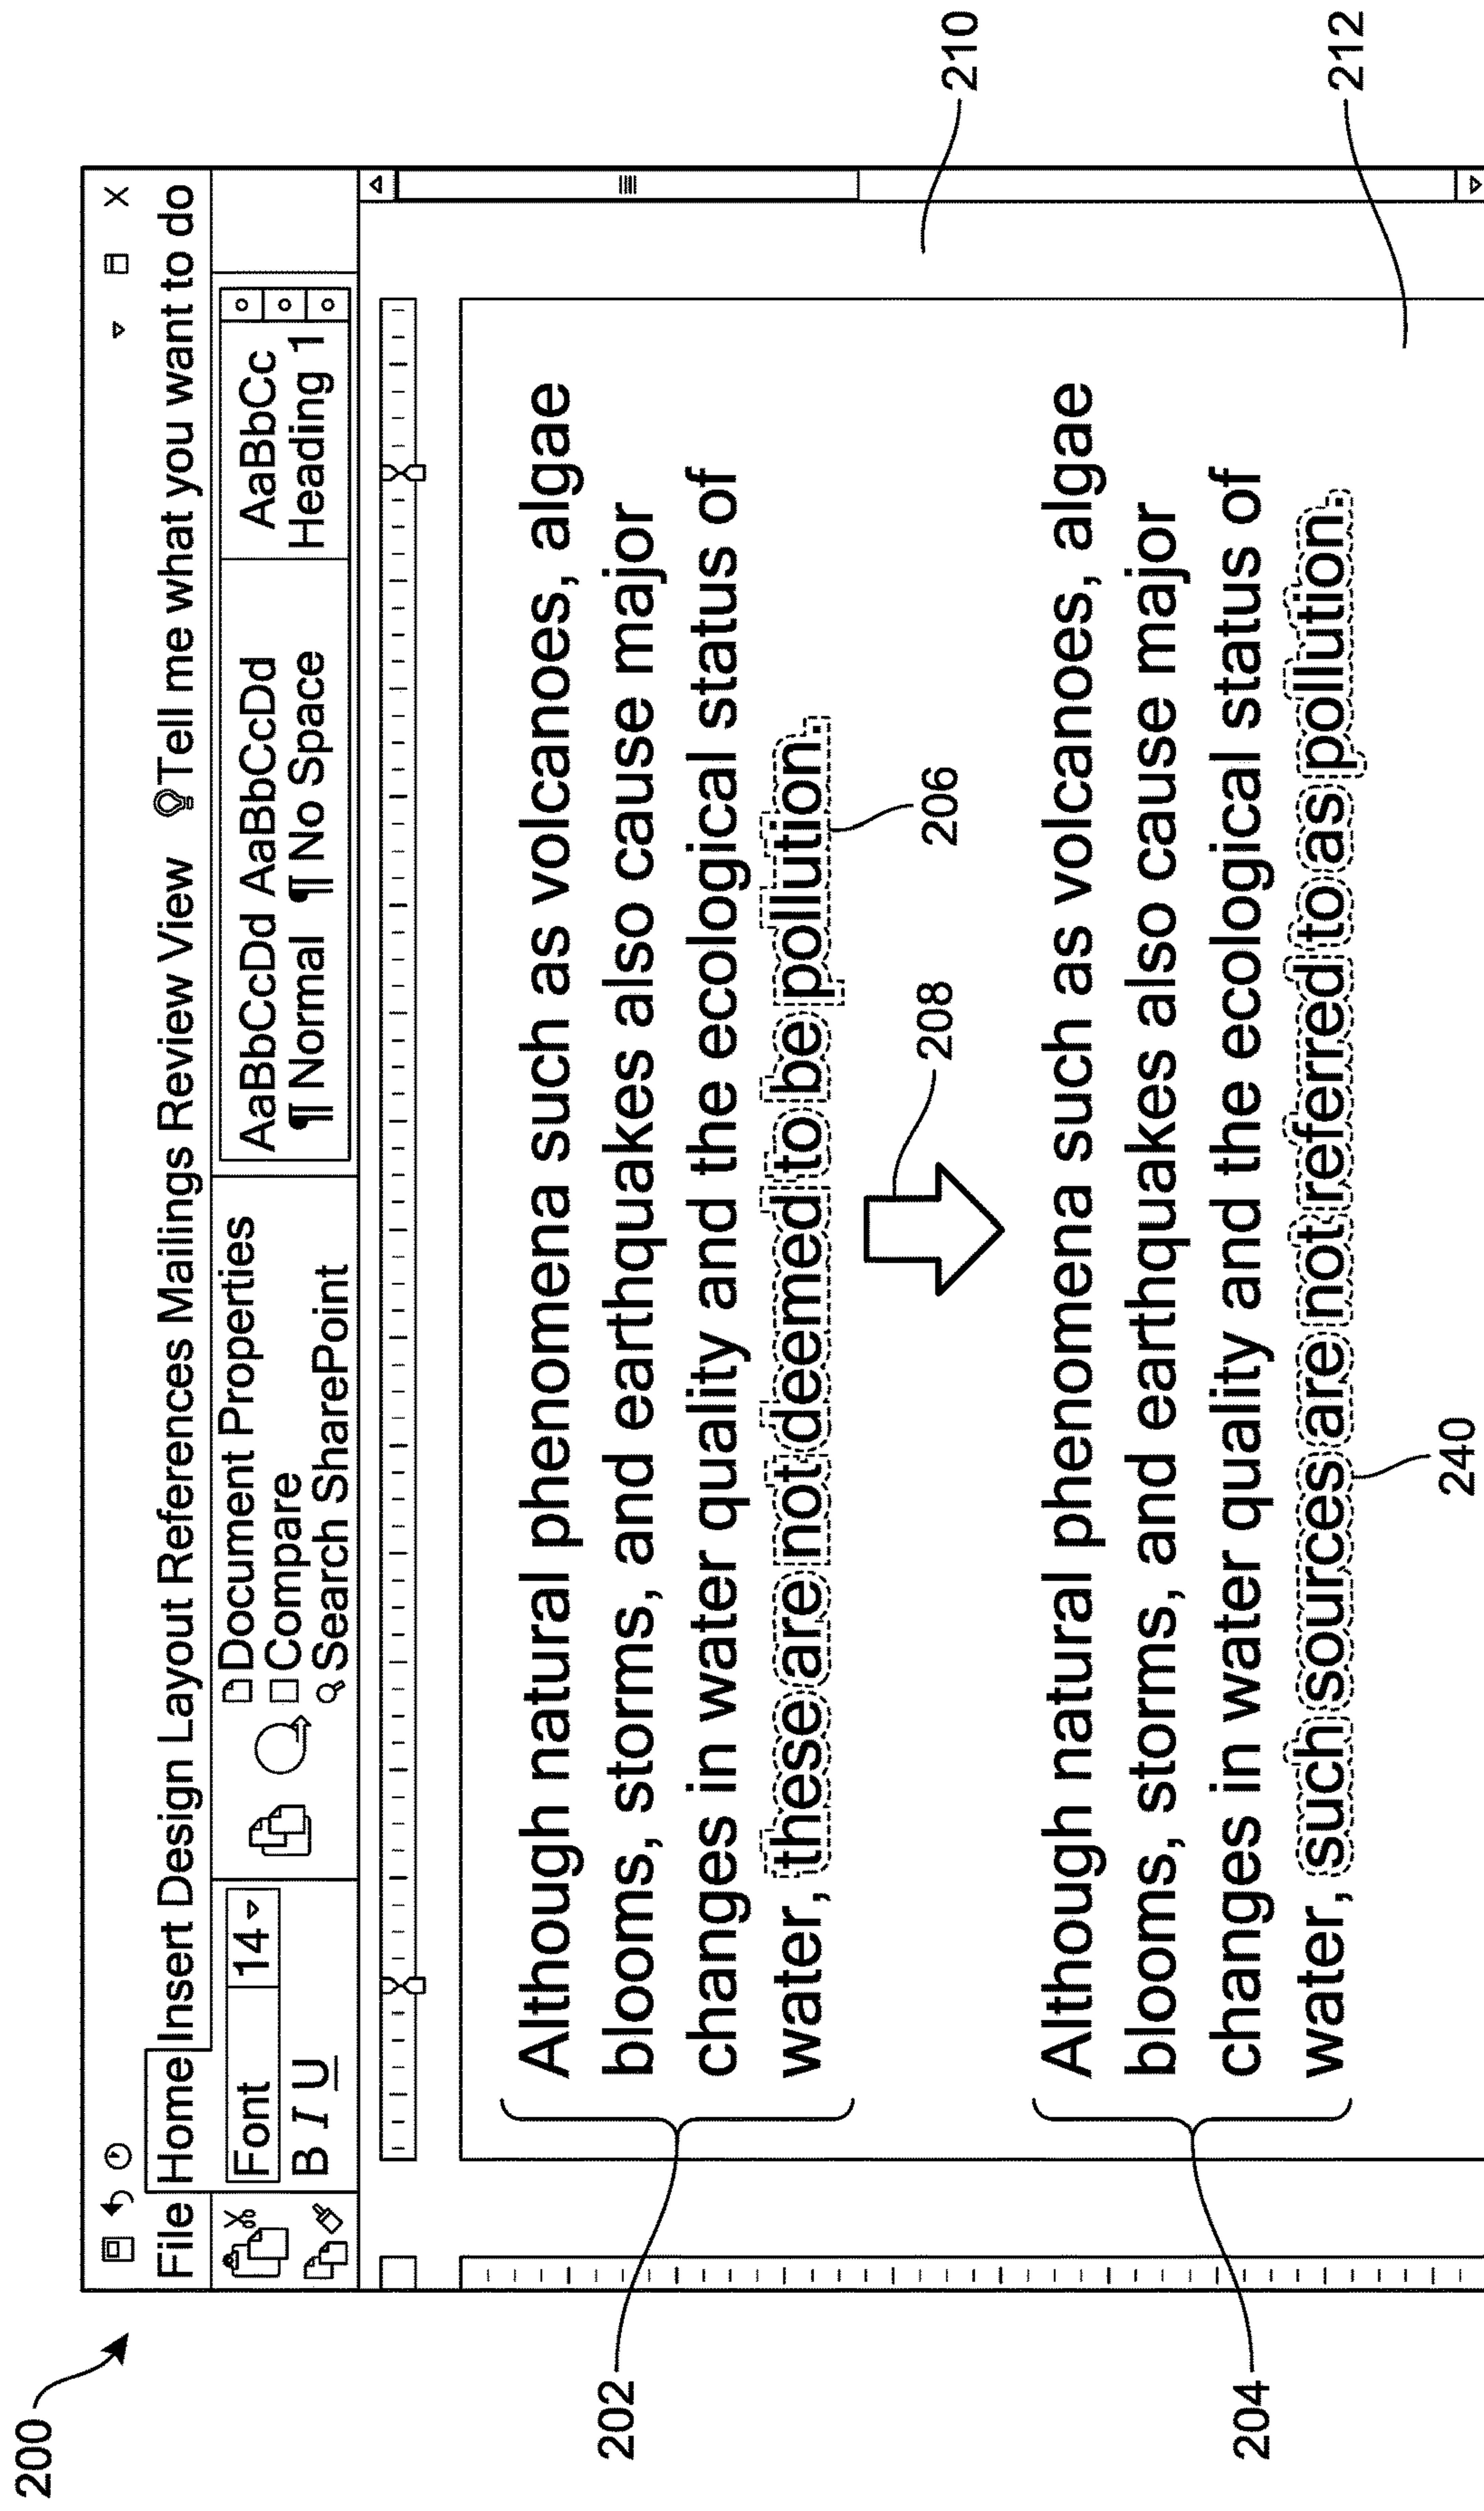 200
File Home Insert Design Layout References Mailings Review View Tell me what you want to do
Font 14
B I U
Document Properties
Compare
Search SharePoint
AaBbCcDd AaBbCcDd AaBbCc
¶ Normal ¶ No Space Heading 1
202
Although natural phenomena such as volcanoes, algae
blooms, storms, and earthquakes also cause major
changes in water quality and the ecological status of
water, these are not deemed to be pollution.
206
208
210
204
Although natural phenomena such as volcanoes, algae
blooms, storms, and earthquakes also cause major
changes in water quality and the ecological status of
water, such sources are not referred to as pollution.
240
212